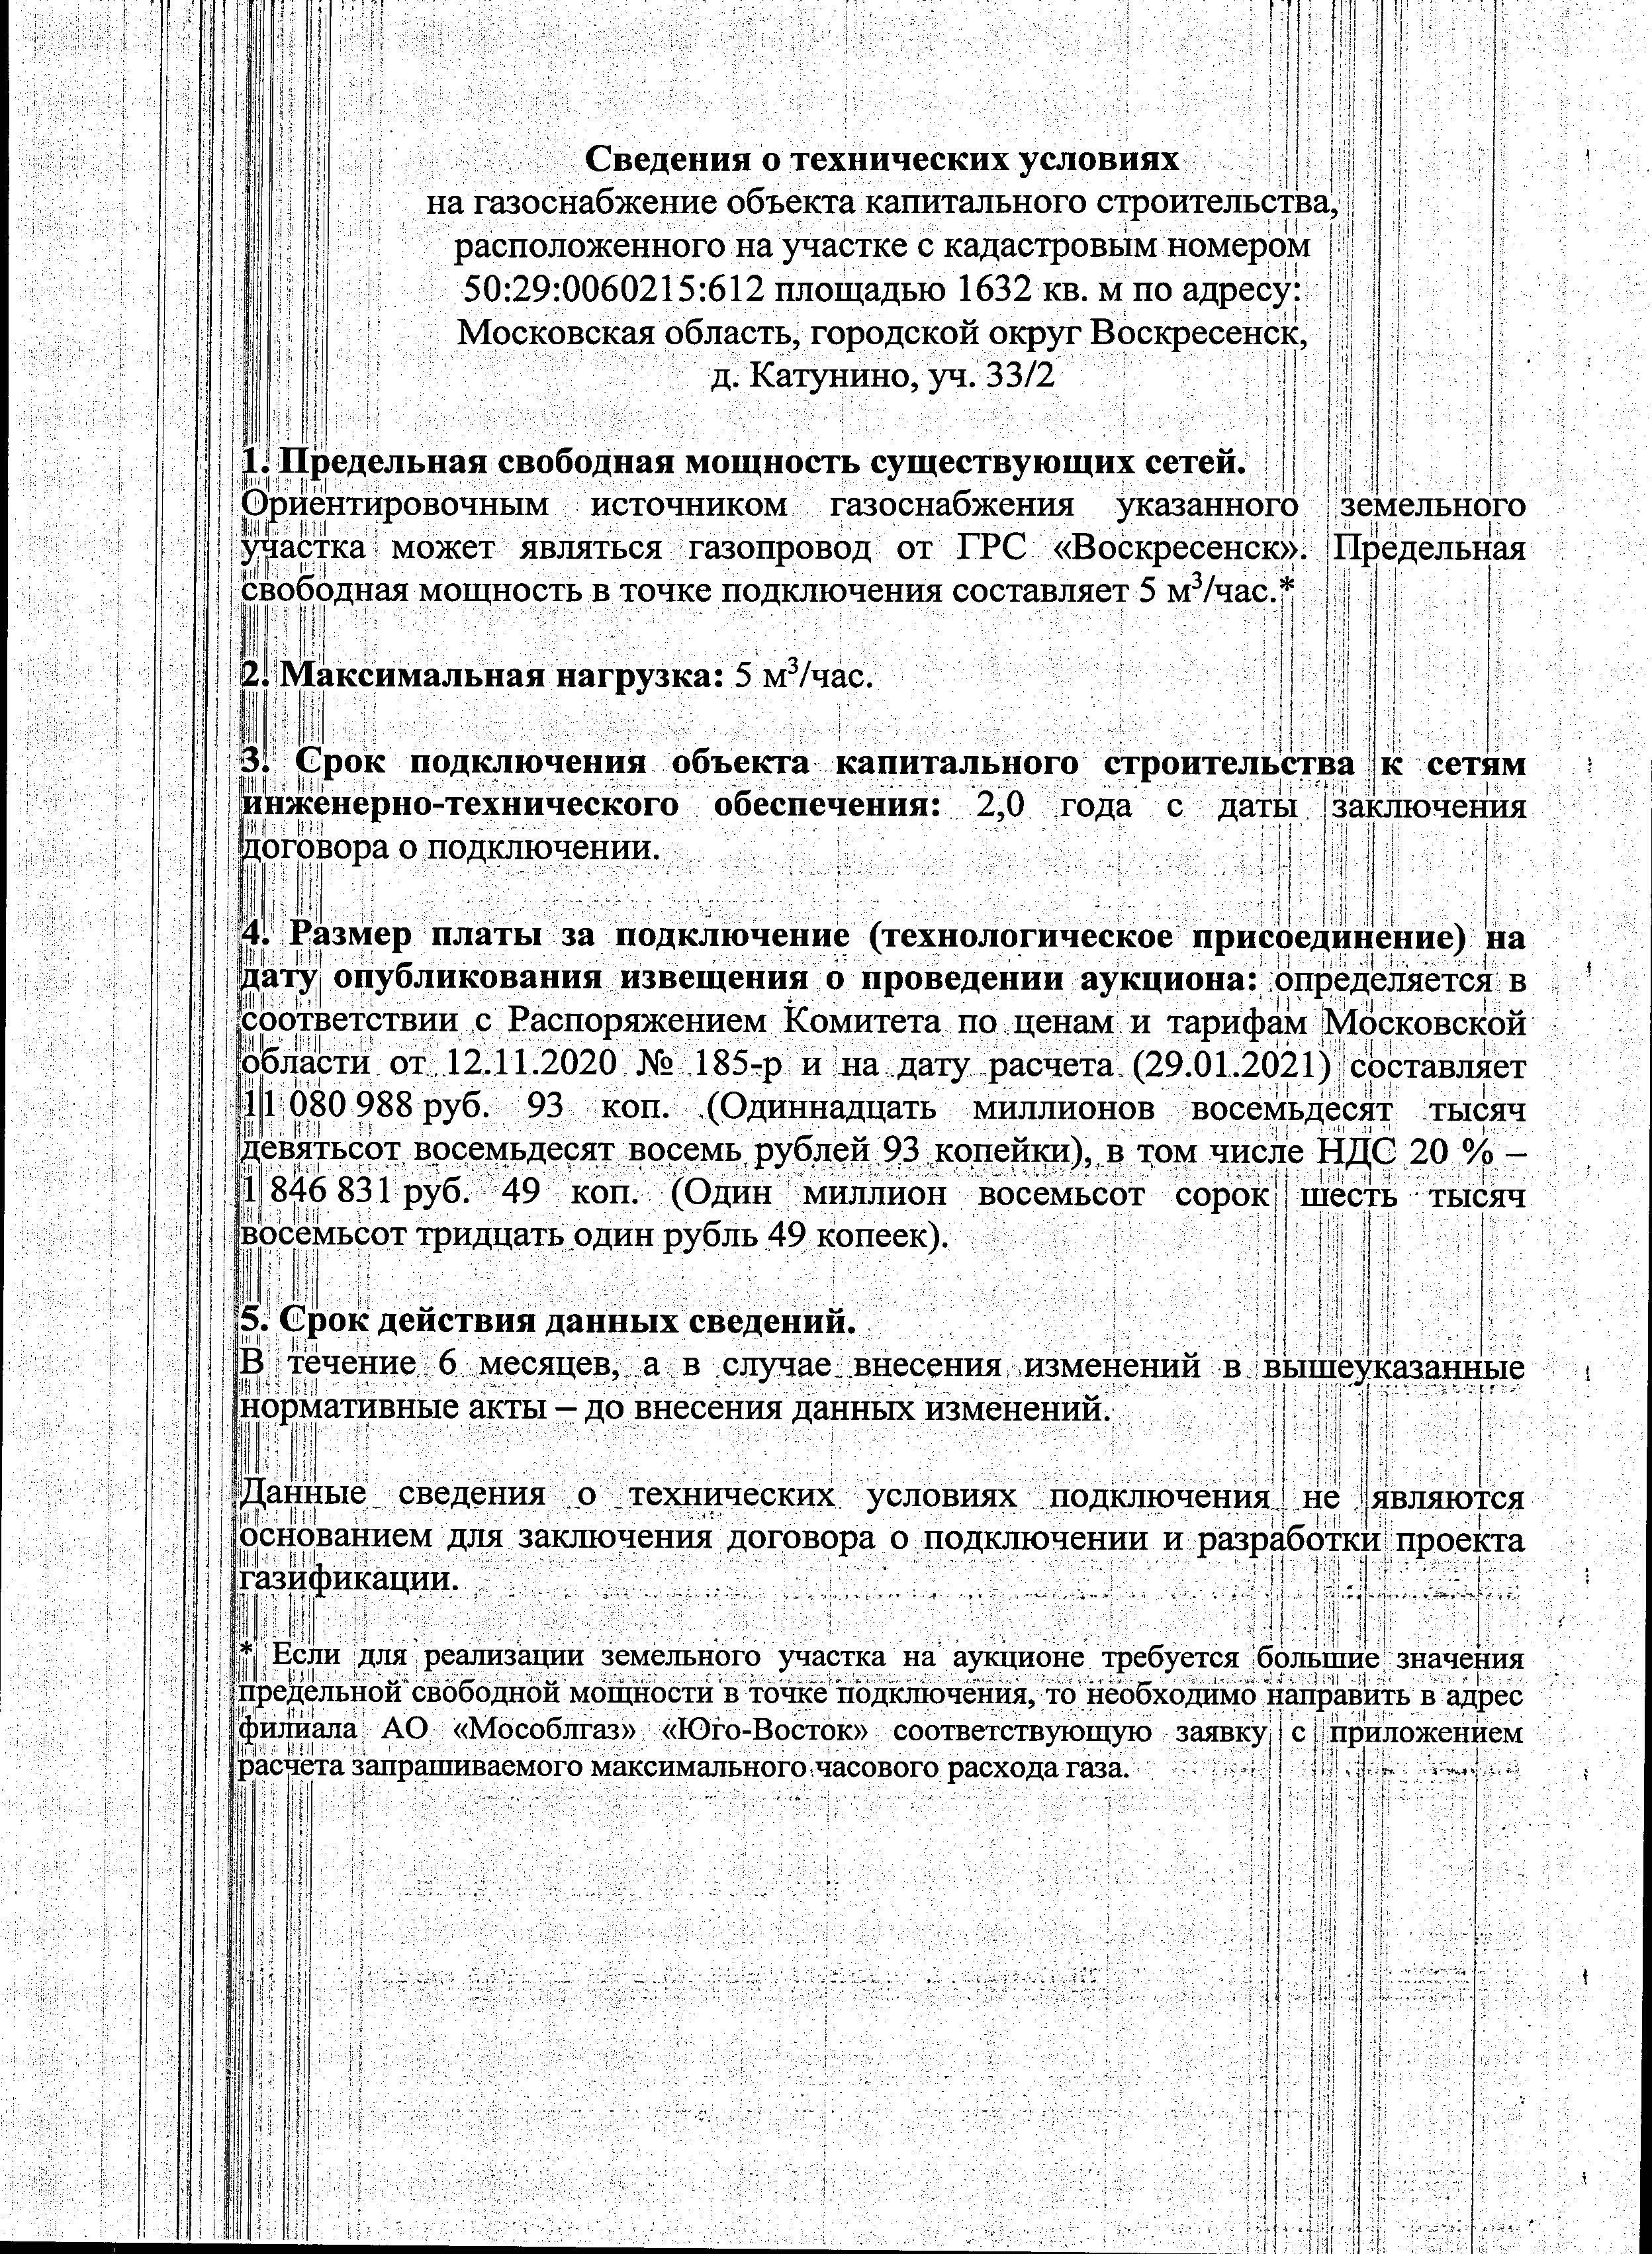 Сведения о технических условиях
на газоснабжение объекта капитального строительства,
расположенного на участке с кадастровым номером
50:29:0060215:612 площадью 1632 кв. м по адресу:
Московская область, городской округ Воскресенск,
д. Катунино, уч. 33/2
1. Предельная свободная мощность существующих сетей.
Ориентировочным источником газоснабжения указанного земельного
участка может являться газопровод от ГРС «Воскресенск». Предельная
свободная мощность в точке подключения составляет 5 м³/час.*
2. Максимальная нагрузка: 5 м³/час.
3. Срок подключения объекта капитального строительства к сетям
инженерно-технического обеспечения: 2,0 года с даты заключения
договора о подключении.
4. Размер платы за подключение (технологическое присоединение) на
дату опубликования извещения о проведении аукциона: определяется в
соответствии с Распоряжением Комитета по ценам и тарифам Московской
области от 12.11.2020 № 185-р и на дату расчета (29.01.2021) составляет
11 080 988 руб. 93 коп. (Одиннадцать миллионов восемьдесят тысяч
девятьсот восемьдесят восемь рублей 93 копейки), в том числе НДС 20 % –
1 846 831 руб. 49 коп. (Один миллион восемьсот сорок шесть тысяч
восемьсот тридцать один рубль 49 копеек).
5. Срок действия данных сведений.
В течение 6 месяцев, а в случае внесения изменений в вышеуказанные
нормативные акты – до внесения данных изменений.
Данные сведения о технических условиях подключения не являются
основанием для заключения договора о подключении и разработки проекта
газификации.
* Если для реализации земельного участка на аукционе требуется большие значения
предельной свободной мощности в точке подключения, то необходимо направить в адрес
филиала АО «Мособлгаз» «Юго-Восток» соответствующую заявку с приложением
расчета запрашиваемого максимального часового расхода газа.